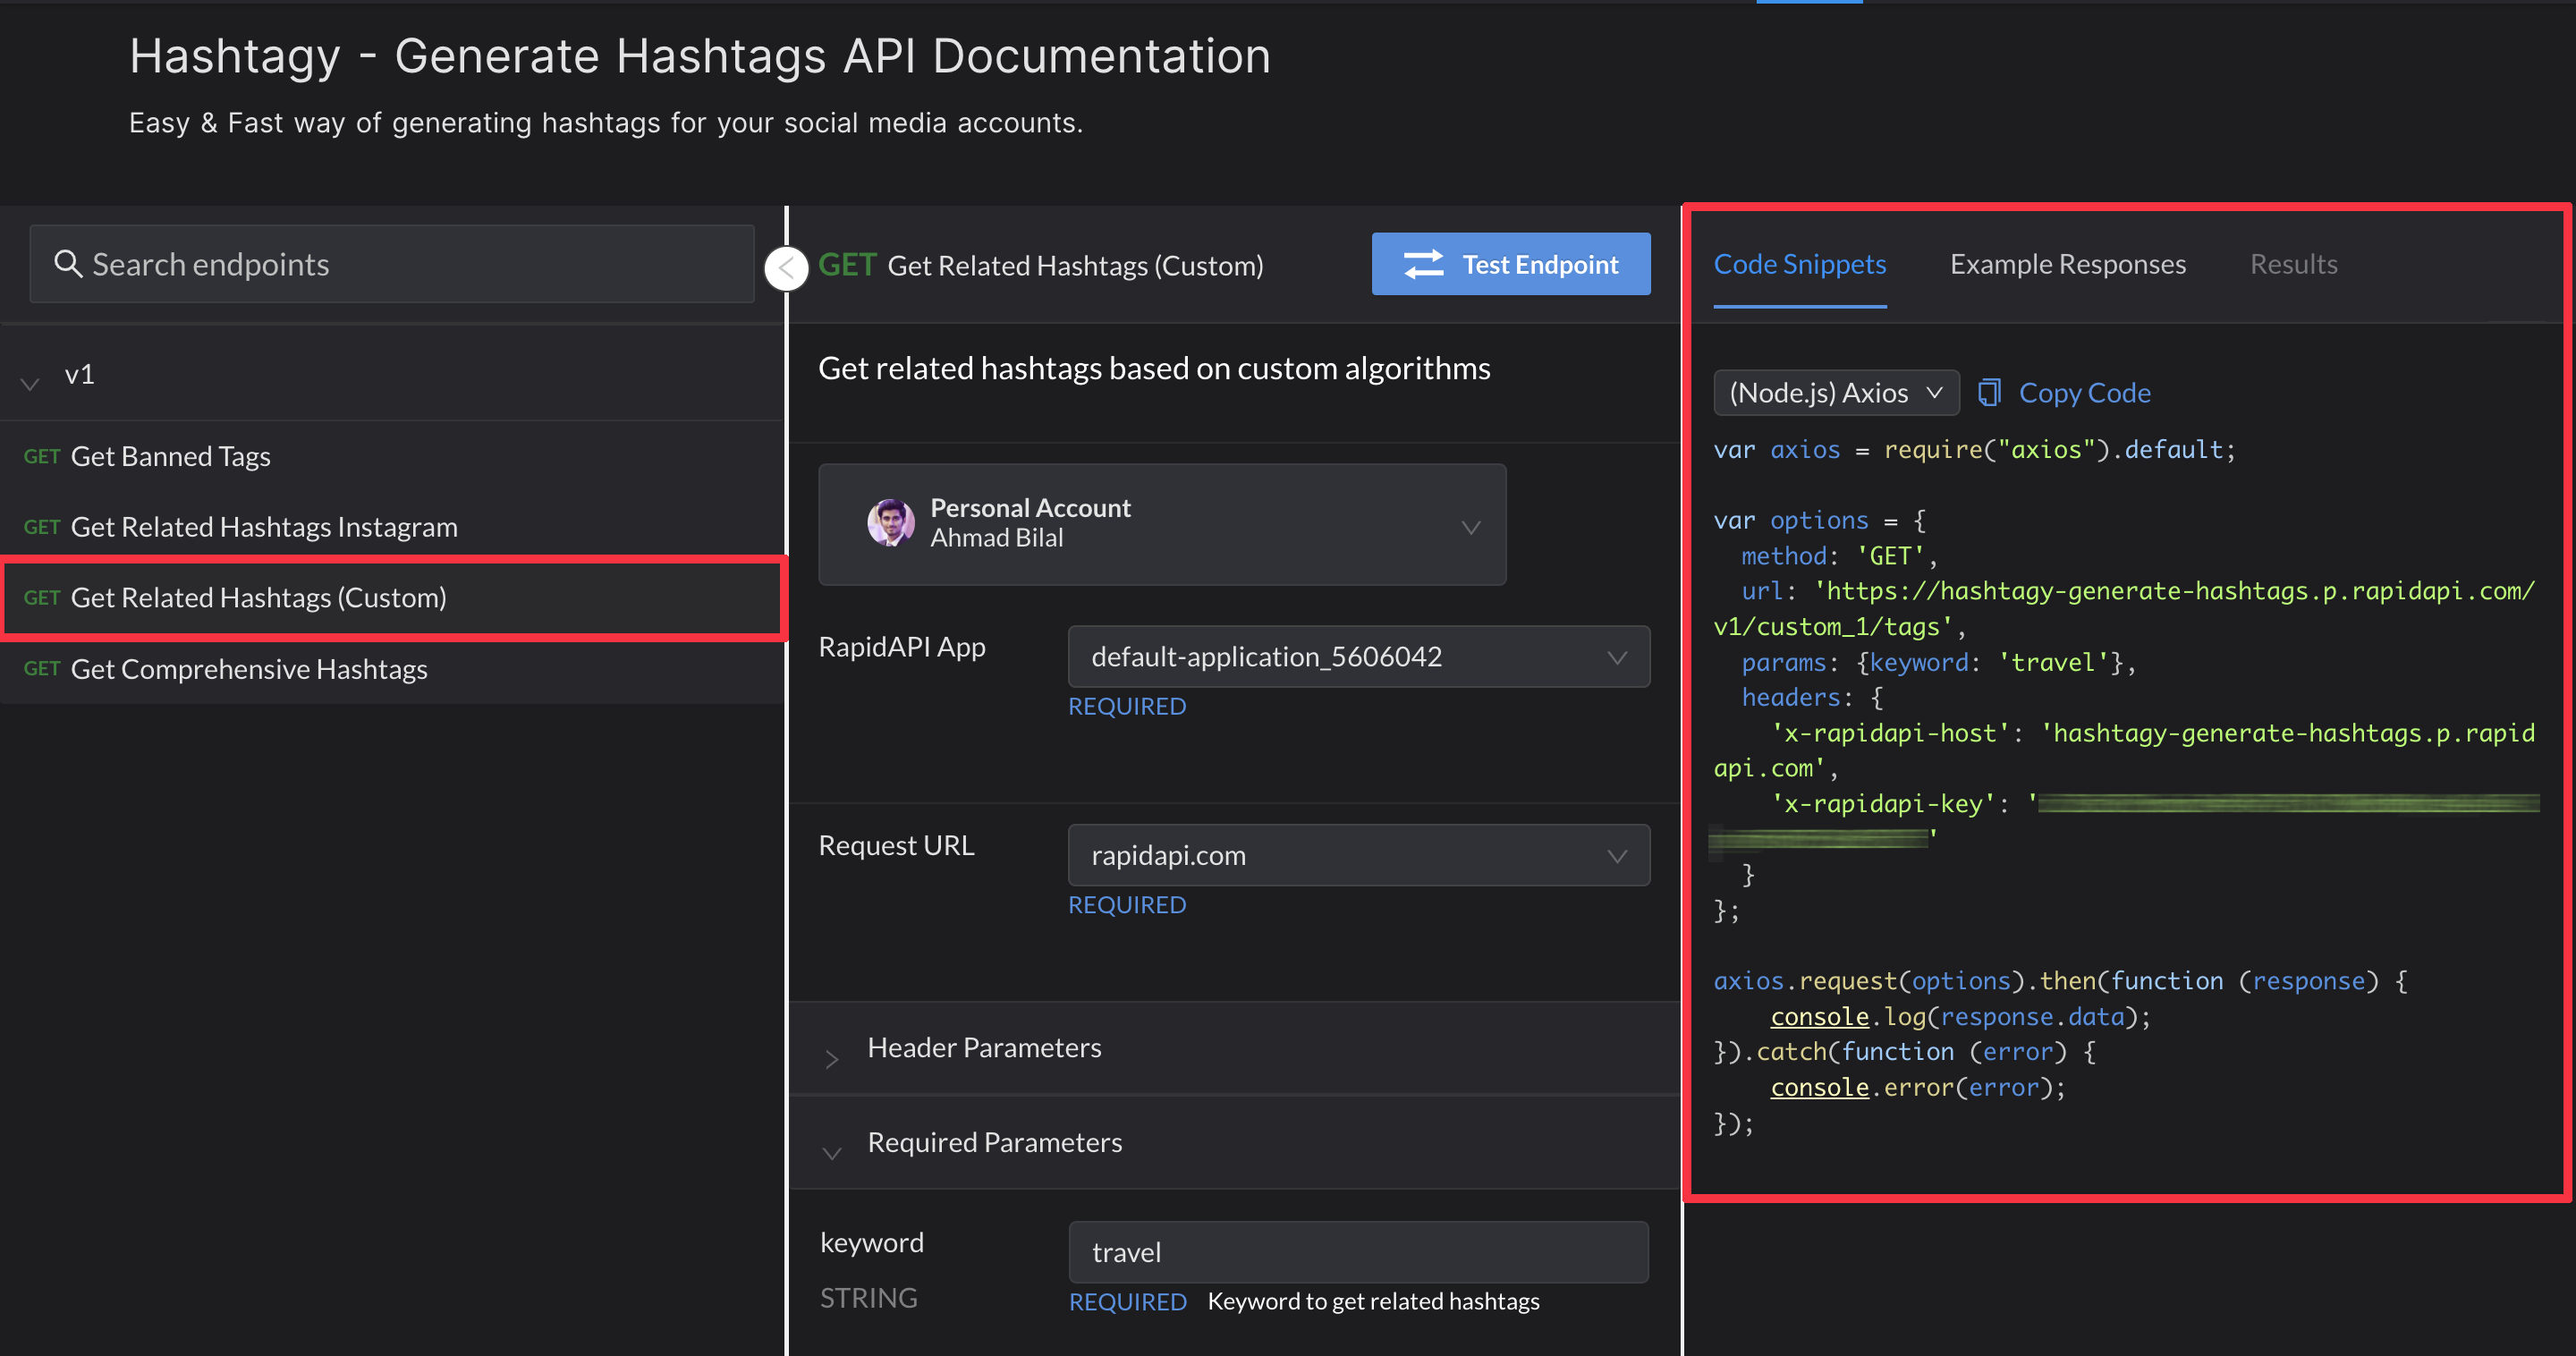 Hashtagy - Generate Hashtags API Documentation
Easy & Fast way of generating hashtags for your social media accounts.
Search endpoints
v1
GET Get Banned Tags
GET Get Related Hashtags Instagram
GET Get Related Hashtags (Custom)
GET Get Comprehensive Hashtags
GET Get Related Hashtags (Custom)
Test Endpoint
Get related hashtags based on custom algorithms
Personal Account
Ahmad Bilal
RapidAPI App
default-application_5606042
REQUIRED
Request URL
rapidapi.com
REQUIRED
Header Parameters
Required Parameters
keyword
travel
STRING
REQUIRED Keyword to get related hashtags
Code Snippets Example Responses Results
(Node.js) Axios Copy Code
var axios = require("axios").default;
var options = {
method: 'GET',
url: 'https://hashtagy-generate-hashtags.p.rapidapi.com/
v1/custom_1/tags',
params: {keyword: 'travel'},
headers: {
'x-rapidapi-host': 'hashtagy-generate-hashtags.p.rapid
api.com',
'x-rapidapi-key': '
'
}
};
axios.request(options).then(function (response) {
console.log(response.data);
}).catch(function (error) {
console.error(error);
});